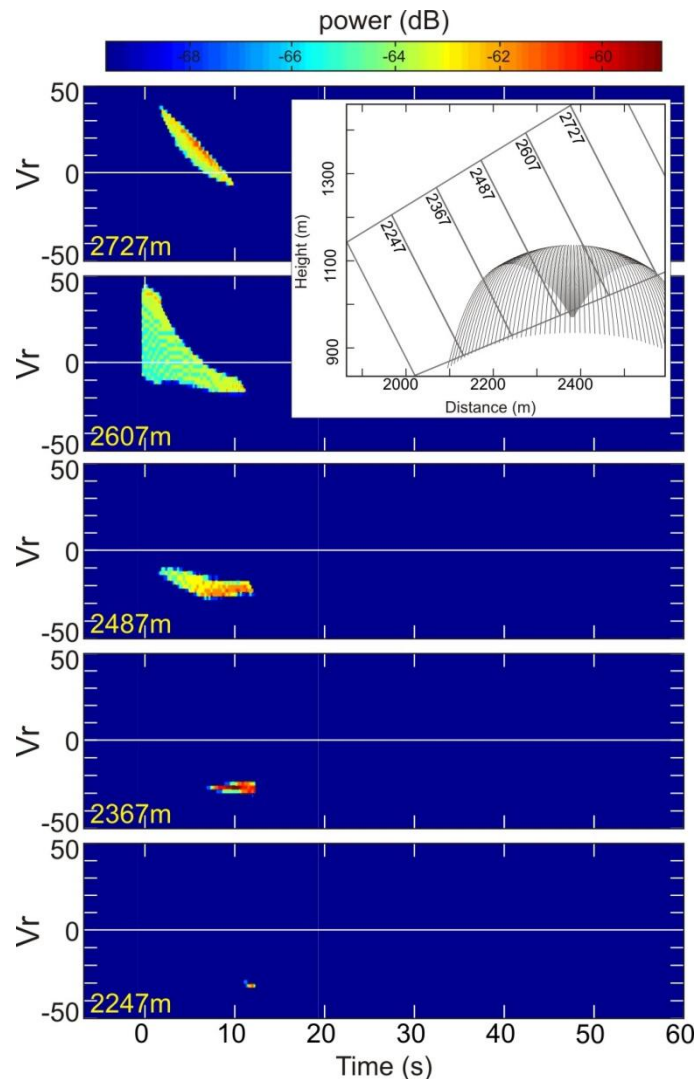 power (dB)
-68 -66 -64 -62 -60
50
Vr
0
-50
2727m
1300
1100
900
Height (m)
2247
2367
2487
2607
2727
2000 2200 2400
Distance (m)
50
Vr
0
-50
2607m
50
Vr
0
-50
2487m
50
Vr
0
-50
2367m
50
Vr
0
-50
2247m
0 10 20 30 40 50 60
Time (s)